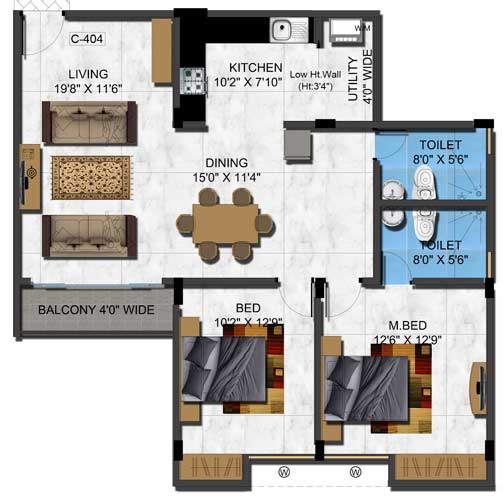 C-404
LIVING
19'8" X 11'6"
KITCHEN
10'2" X 7'10"
Low Ht.Wall
(Ht:3'4")
W/M
UTILITY
4'0" WIDE
TOILET
8'0" X 5'6"
DINING
15'0" X 11'4"
TOILET
8'0" X 5'6"
BALCONY 4'0" WIDE
BED
10'2" X 12'9"
M.BED
12'6" X 12'9"
W
W